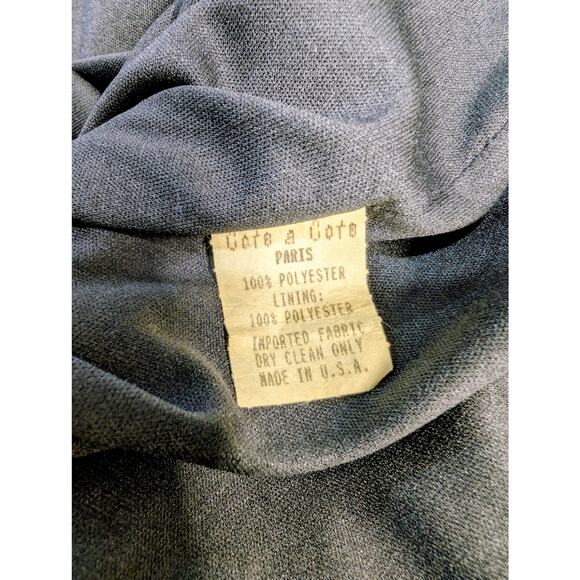 Cote a Cote
PARIS
100% POLYESTER
LINING:
100% POLYESTER
IMPORTED FABRIC
DRY CLEAN ONLY
MADE IN U.S.A.